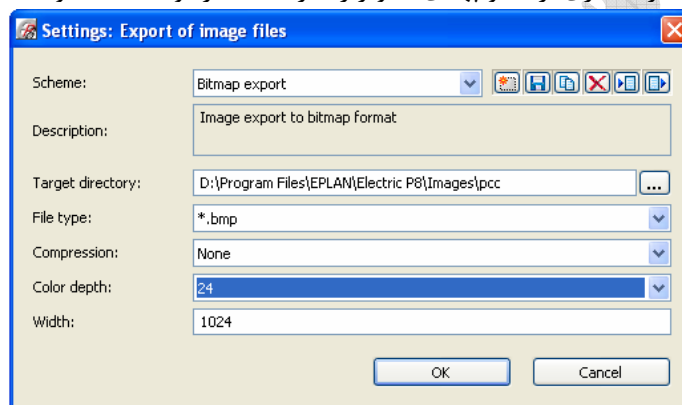 Settings: Export of image files
Scheme: Bitmap export
Description: Image export to bitmap format
Target directory: D:\Program Files\EPLAN\Electric P8\Images\pcc ...
File type: *.bmp
Compression: None
Color depth: 24
Width: 1024
OK Cancel